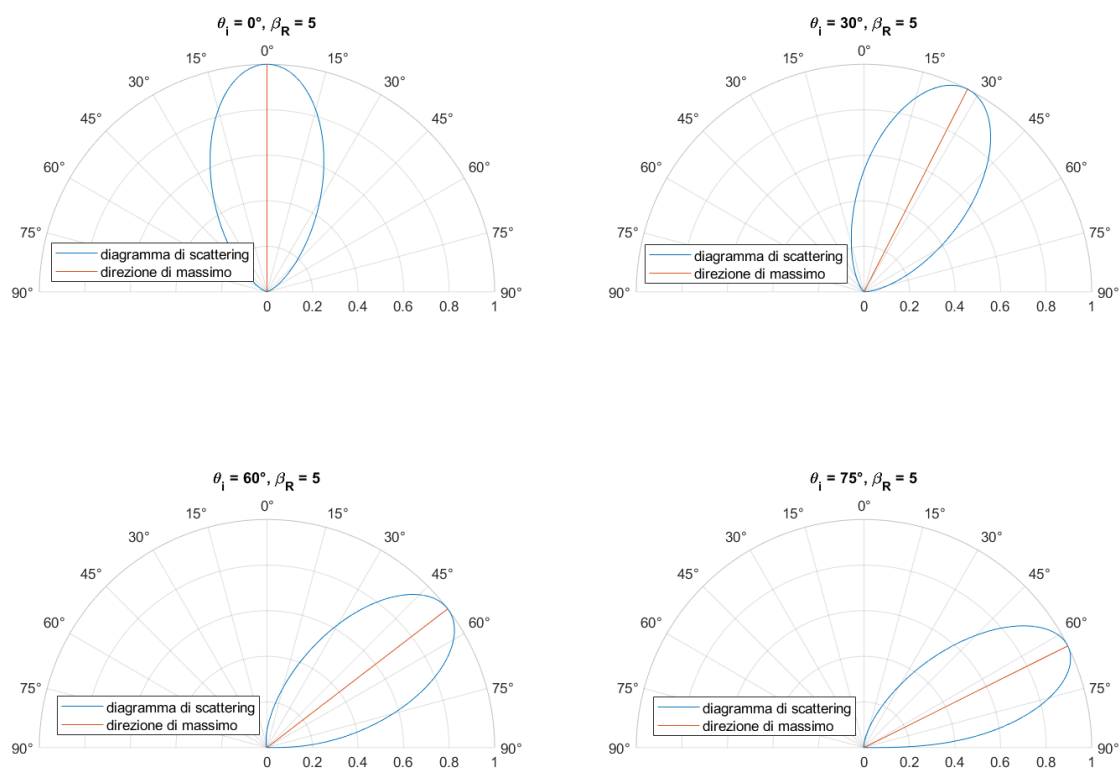 θi = 0°, βR = 5
0°
15° 15°
30° 30°
45° 45°
60° 60°
75° 75°
90° 90°
diagramma di scattering
direzione di massimo
0 0.2 0.4 0.6 0.8 1
θi = 30°, βR = 5
0°
15° 15°
30° 30°
45° 45°
60° 60°
75° 75°
90° 90°
diagramma di scattering
direzione di massimo
0 0.2 0.4 0.6 0.8 1
θi = 60°, βR = 5
0°
15° 15°
30° 30°
45° 45°
60° 60°
75° 75°
90° 90°
diagramma di scattering
direzione di massimo
0 0.2 0.4 0.6 0.8 1
θi = 75°, βR = 5
0°
15° 15°
30° 30°
45° 45°
60° 60°
75° 75°
90° 90°
diagramma di scattering
direzione di massimo
0 0.2 0.4 0.6 0.8 1